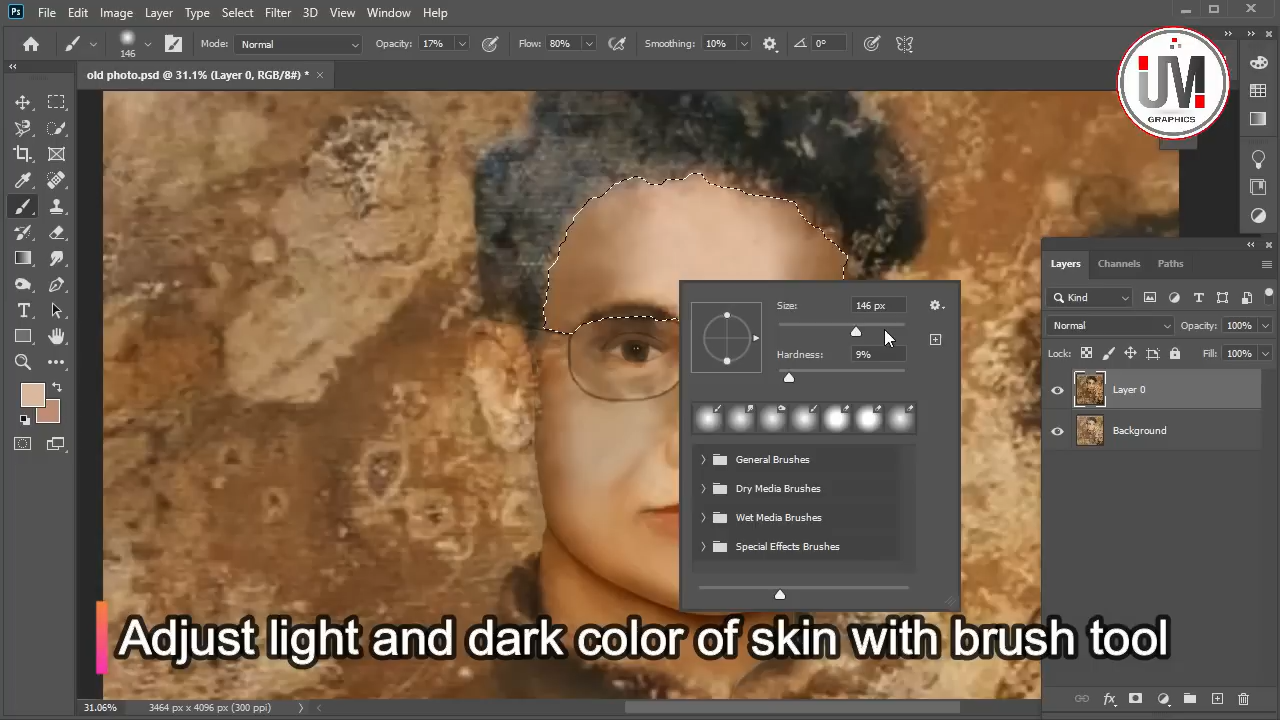 Ps File Edit Image Layer Type Select Filter 3D View Window Help
146 Mode: Normal Opacity: 17% Flow: 80% Smoothing: 10% 0°
old photo.psd @ 31.1% (Layer 0, RGB/8#) * ×
UM
GRAPHICS
Size: 146 px
Hardness: 9%
General Brushes
Dry Media Brushes
Wet Media Brushes
Special Effects Brushes
Layers Channels Paths
Kind
Normal Opacity: 100%
Lock: Fill: 100%
Layer 0
Background
Adjust light and dark color of skin with brush tool
31.06% 3464 px x 4096 px (300 ppi)